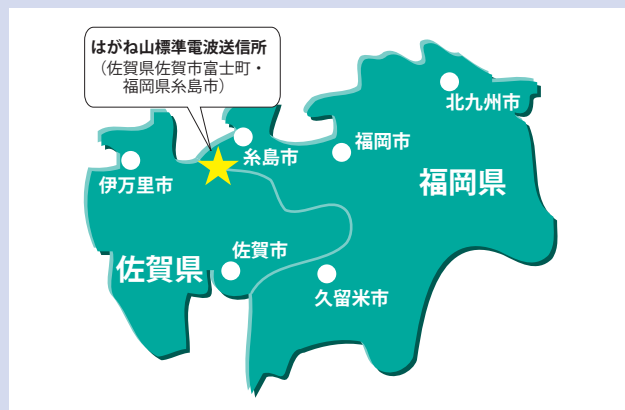 はがね山標準電波送信所
（佐賀県佐賀市富士町・
福岡県糸島市）
北九州市
福岡市
糸島市
伊万里市
福岡県
佐賀市
佐賀県
久留米市